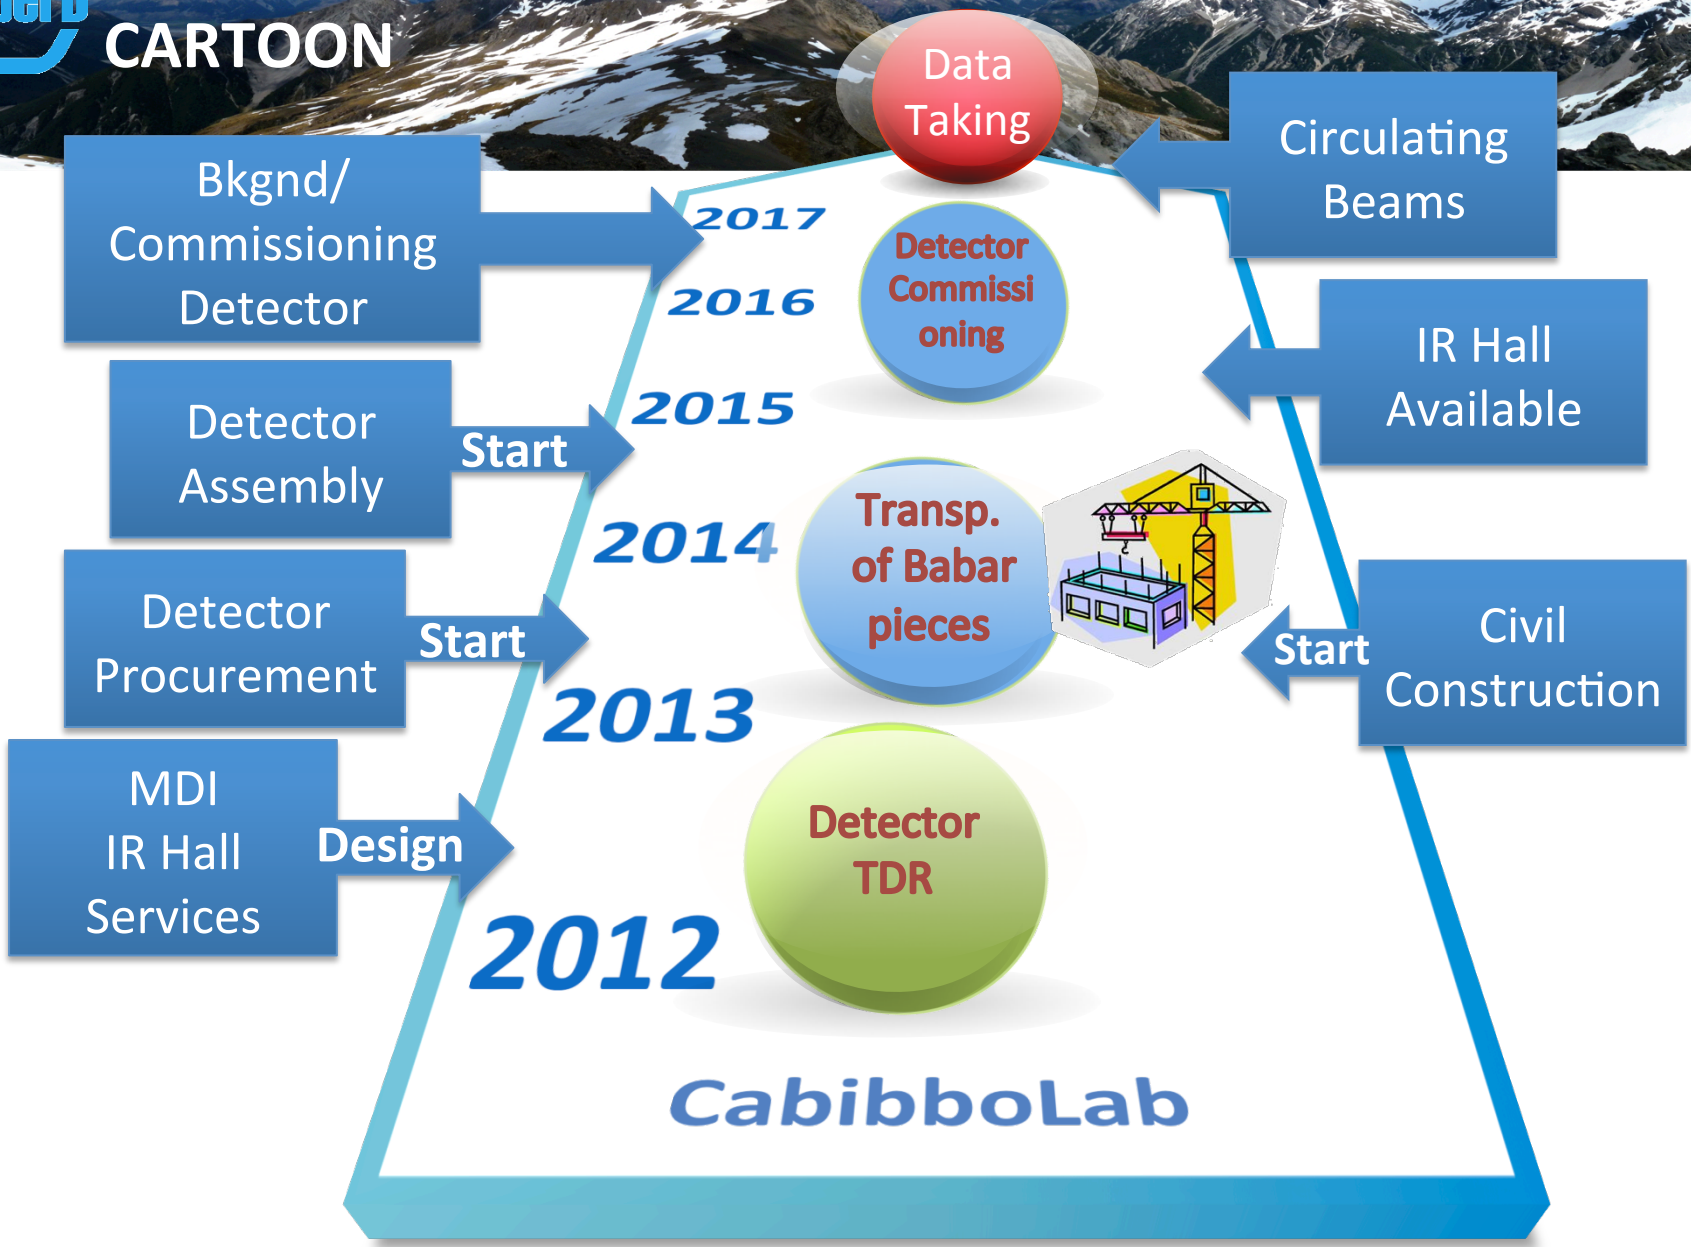 CARTOON
Data
Taking
Circulating
Beams
Bkgnd/
Commissioning
Detector
2017
Detector
Commissi
oning
2016
IR Hall
Available
2015
Detector
Assembly
Start
2014
Transp.
of Babar
pieces
Detector
Procurement
Start
Start
Civil
Construction
2013
MDI
IR Hall
Services
Design
Detector
TDR
2012
CabibboLab